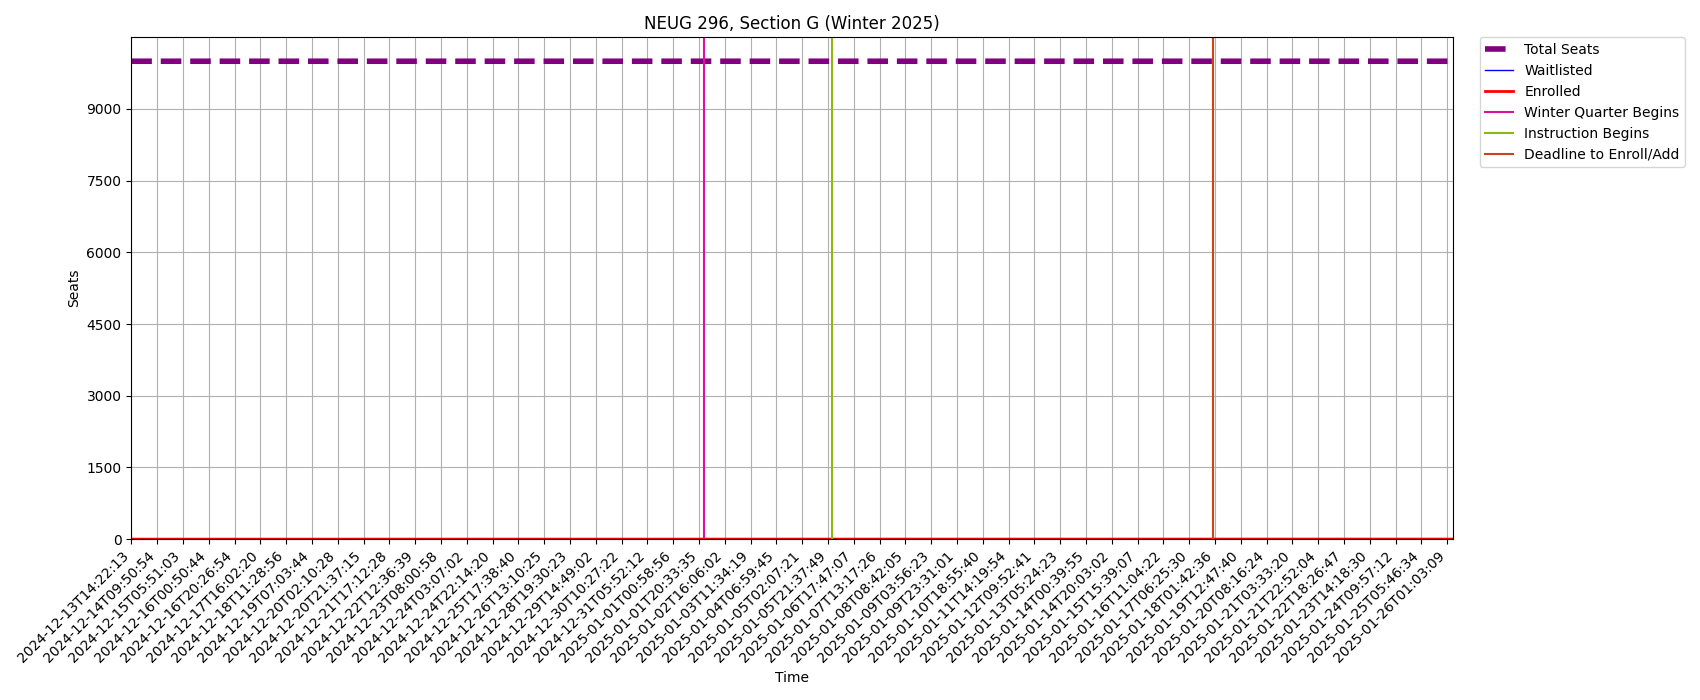 NEUG 296, Section G (Winter 2025)
Total Seats
Waitlisted
Enrolled
Winter Quarter Begins
Instruction Begins
Deadline to Enroll/Add
Seats
9000
7500
6000
4500
3000
1500
0
2024-12-13T14:22:13
2024-12-14T09:50:54
2024-12-15T05:51:03
2024-12-16T00:50:44
2024-12-16T20:26:54
2024-12-17T16:02:20
2024-12-18T11:28:56
2024-12-19T07:03:44
2024-12-20T02:10:28
2024-12-20T21:37:15
2024-12-21T17:12:28
2024-12-22T12:36:39
2024-12-23T08:00:58
2024-12-24T03:07:02
2024-12-24T22:14:20
2024-12-25T17:38:40
2024-12-26T13:10:25
2024-12-28T19:30:23
2024-12-29T14:49:02
2024-12-30T10:27:22
2024-12-31T05:52:12
2025-01-01T00:58:56
2025-01-01T20:33:35
2025-01-02T16:06:02
2025-01-03T11:34:19
2025-01-04T06:59:45
2025-01-05T02:07:21
2025-01-05T21:37:49
2025-01-06T17:47:07
2025-01-07T13:17:26
2025-01-08T08:42:05
2025-01-09T03:56:23
2025-01-09T23:31:01
2025-01-10T18:55:40
2025-01-11T14:19:54
2025-01-12T09:52:41
2025-01-13T05:24:23
2025-01-14T00:39:55
2025-01-14T20:03:02
2025-01-15T15:39:07
2025-01-16T11:04:22
2025-01-17T06:25:30
2025-01-18T01:42:36
2025-01-19T12:47:40
2025-01-20T08:16:24
2025-01-21T03:33:20
2025-01-21T22:52:04
2025-01-22T18:26:47
2025-01-23T14:18:30
2025-01-24T09:57:12
2025-01-25T05:46:34
2025-01-26T01:03:09
Time